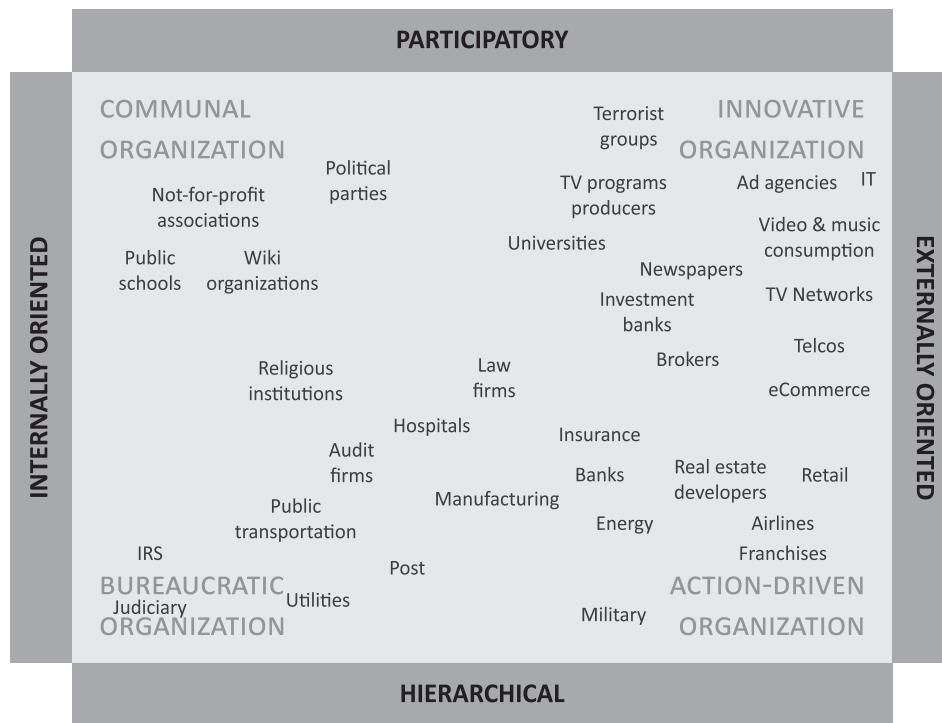 PARTICIPATORY
INTERNALLY ORIENTED
EXTERNALLY ORIENTED
COMMUNAL
ORGANIZATION
INNOVATIVE
ORGANIZATION
Terrorist
groups
Political
parties
Not-for-profit
associations
TV programs
producers
Ad agencies
IT
Video & music
consumption
Universities
Public
schools
Wiki
organizations
Newspapers
TV Networks
Investment
banks
Telcos
Brokers
Religious
institutions
Law
firms
eCommerce
Hospitals
Insurance
Audit
firms
Banks
Real estate
developers
Retail
Manufacturing
Public
transportation
Energy
Airlines
IRS
Franchises
Post
BUREAUCRATIC
ORGANIZATION
Judiciary
Utilities
Military
ACTION-DRIVEN
ORGANIZATION
HIERARCHICAL